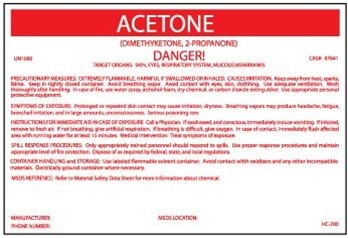 ACETONE
(DIMETHYKETONE, 2-PROPANONE)
DANGER!
UN1090
CAS#: 67641
TARGET ORGANS: SKIN, EYES, RESPIRATORY SYSTEM, MUCOUS MEMBRANES
PRECAUTIONARY MEASURES: EXTREMELY FLAMMABLE, HARMFUL IF SWALLOWED OR INHALED. CAUSES IRRITATION. Keep away from heat, sparks,
flame. Keep in tightly closed container. Avoid breathing vapor. Avoid contact with eyes, skin, clothing. Use adequate ventilation. Wash
thoroughly after handling. In case of fire, use water spray, alcohol foam, dry chemical, or carbon dioxide extinguisher. Use appropriate personal
protective equipment.
SYMPTOMS OF EXPOSURE: Prolonged or repeated skin contact may cause irritation, dryness. Breathing vapors may produce headache, fatigue,
bronchial irritation, and in large amounts, unconsciousness. Serious poisoning rare.
INSTRUCTIONS FOR IMMEDIATE AID IN CASE OF EXPOSURE: Call a Physician. If swallowed, and conscious, immediately induce vomiting. If inhaled,
remove to fresh air. If not breathing, give artificial respiration. If breathing is difficult, give oxygen. In case of contact, immediately flush affected
area with running water for at least 15 minutes. Medical intervention: Treat symptoms of exposure
SPILL RESPONSE PROCEDURES: Only appropriately trained personnel should respond to spills. Use proper response procedures and maintain
appropriate level of fire protection. Dispose of as required by federal, state, and local regulations.
CONTAINER HANDLING and STORAGE: Use labeled flammable solvent container. Avoid contact with oxidizers and any other incompatible
materials. Electrically ground container where necessary.
MSDS REFERENCE: Refer to Material Safety Data Sheet for more information about chemical.
MANUFACTURER:
MSDS LOCATION:
PHONE NUMBER:
HC-200